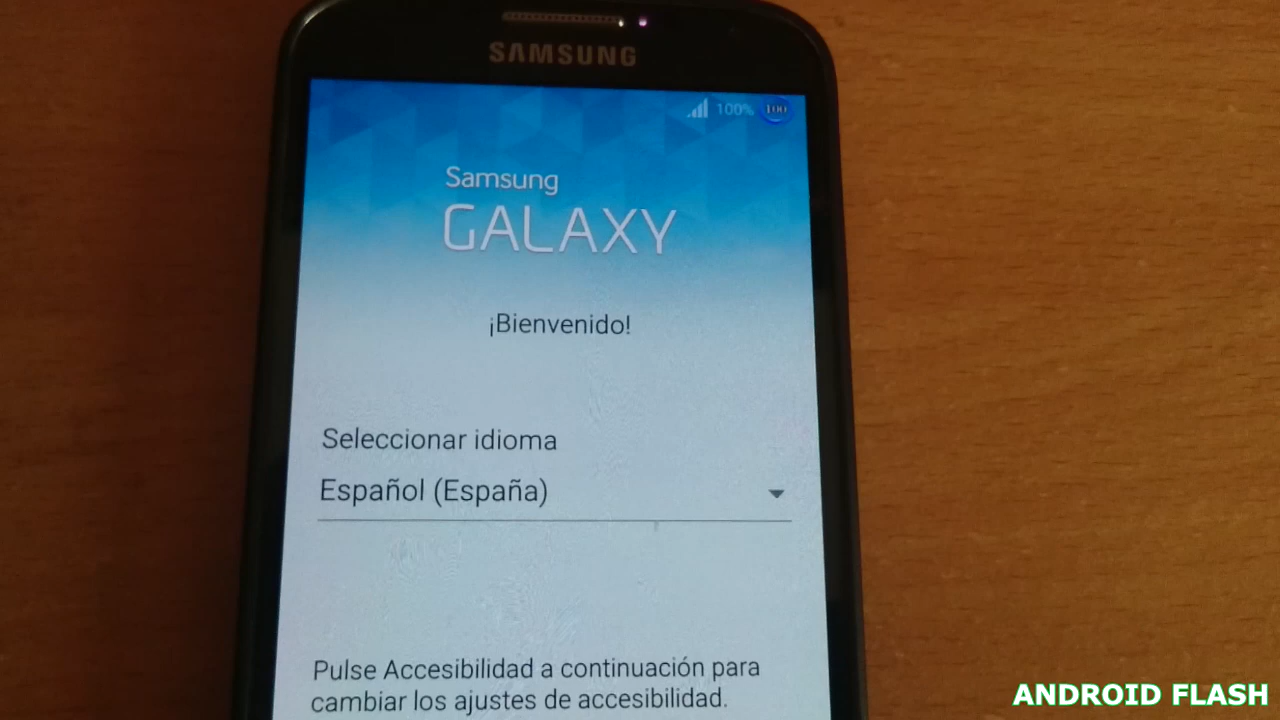 SAMSUNG
100% 100
Samsung
GALAXY
¡Bienvenido!
Seleccionar idioma
Español (España)
Pulse Accesibilidad a continuación para
cambiar los ajustes de accesibilidad.
ANDROID FLASH